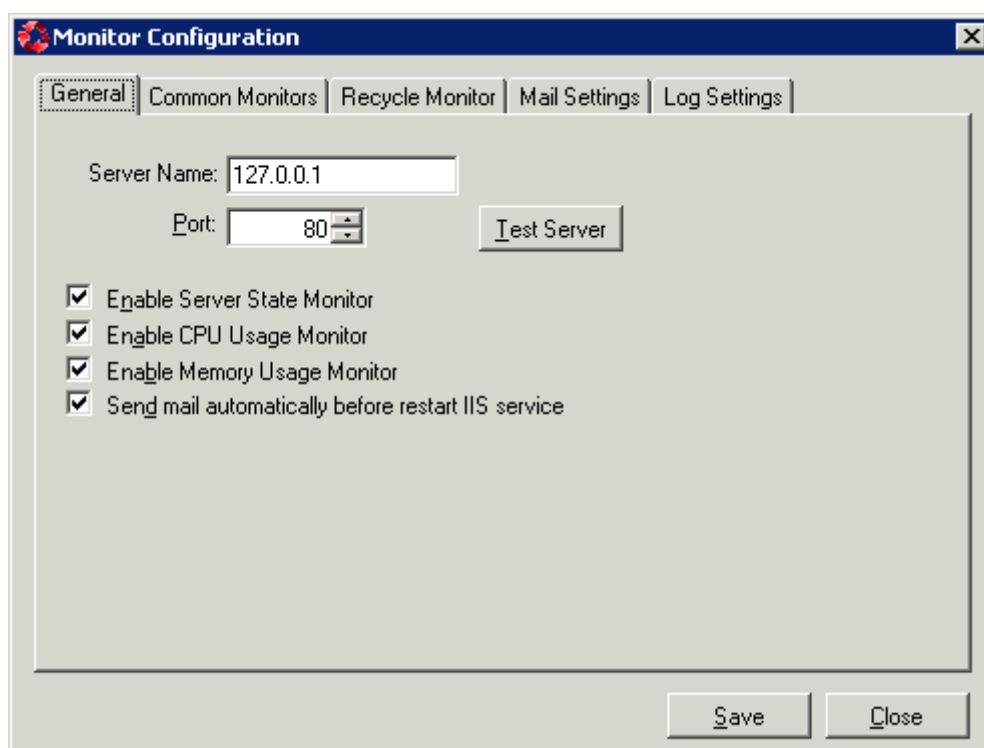 Monitor Configuration
General Common Monitors Recycle Monitor Mail Settings Log Settings
Server Name: 127.0.0.1
Port: 80 Test Server
Enable Server State Monitor
Enable CPU Usage Monitor
Enable Memory Usage Monitor
Send mail automatically before restart IIS service
Save Close